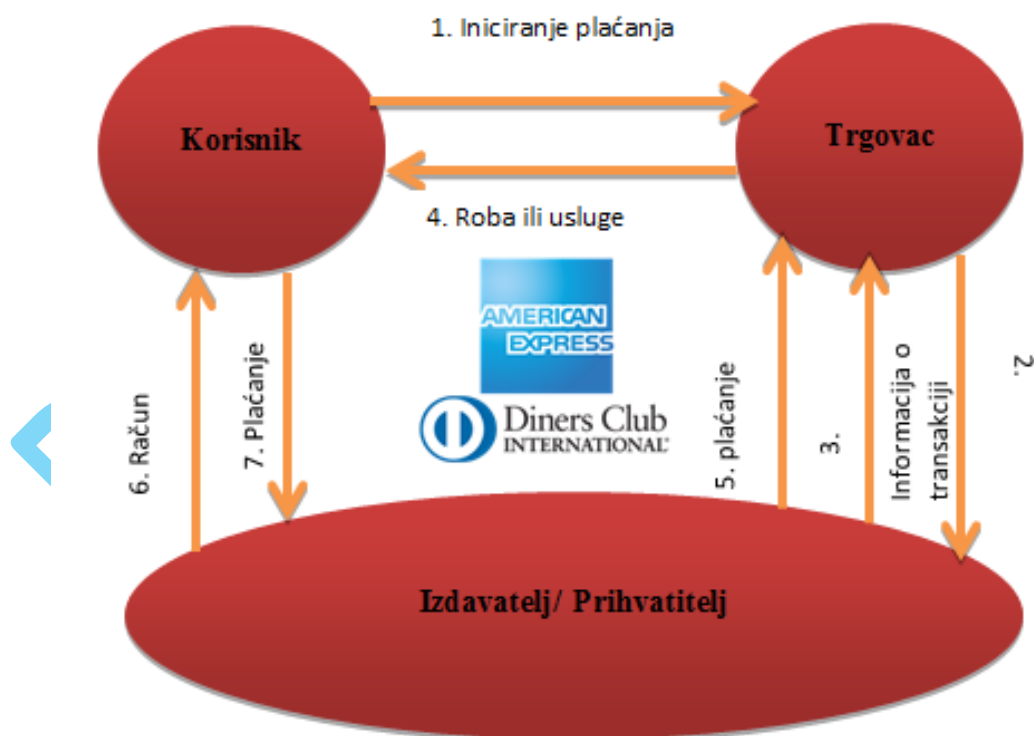 1. Iniciranje plaćanja
Korisnik
Trgovac
4. Roba ili usluge
AMERICAN
EXPRESS
Diners Club
INTERNATIONAL®
6. Račun
7. Plaćanje
5. plaćanje
3.
Informacija o
transakciji
2.
Izdavatelj/ Prihvatitelj